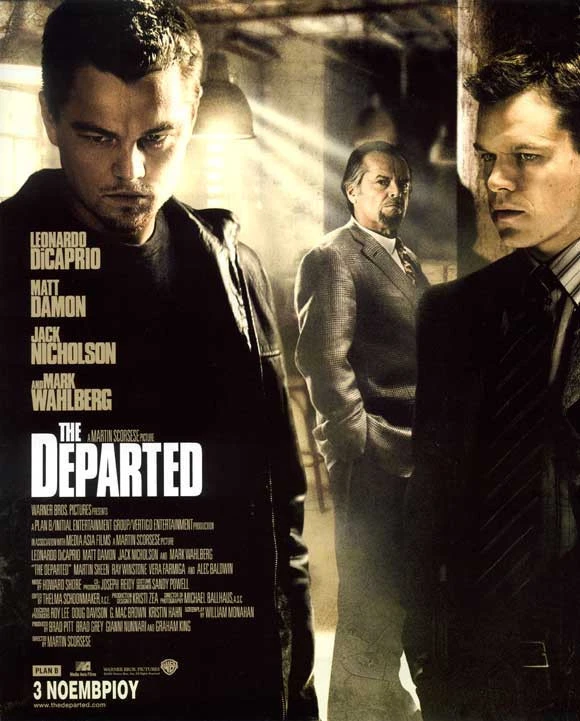 LEONARDO
DiCAPRIO
MATT
DAMON
JACK
NICHOLSON
AND MARK
WAHLBERG
THE
A MARTIN SCORSESE PICTURE
DEPARTED
WARNER BROS. PICTURES PRESENTS
A PLAN B/INITIAL ENTERTAINMENT GROUP/VERTIGO ENTERTAINMENT PRODUCTION
IN ASSOCIATION WITH MEDIA ASIA FILMS A MARTIN SCORSESE PICTURE
LEONARDO DiCAPRIO MATT DAMON JACK NICHOLSON AND MARK WAHLBERG
"THE DEPARTED" MARTIN SHEEN RAY WINSTONE VERA FARMIGA AND ALEC BALDWIN
MUSIC BY HOWARD SHORE CO-PRODUCER JOSEPH REIDY COSTUME DESIGNER SANDY POWELL
EDITED BY THELMA SCHOONMAKER, A.C.E. PRODUCTION DESIGNER KRISTI ZEA DIRECTOR OF PHOTOGRAPHY MICHAEL BALLHAUS, A.S.C.
EXECUTIVE PRODUCERS ROY LEE DOUG DAVISON G. MAC BROWN KRISTIN HAHN SCREENPLAY BY WILLIAM MONAHAN
PRODUCED BY BRAD PITT BRAD GREY GIANNI NUNNARI AND GRAHAM KING
DIRECTED BY MARTIN SCORSESE
PLAN B
Media Asia Films
WARNER BROS. PICTURES
3 ΝΟΕΜΒΡΙΟΥ
www.thedeparted.com